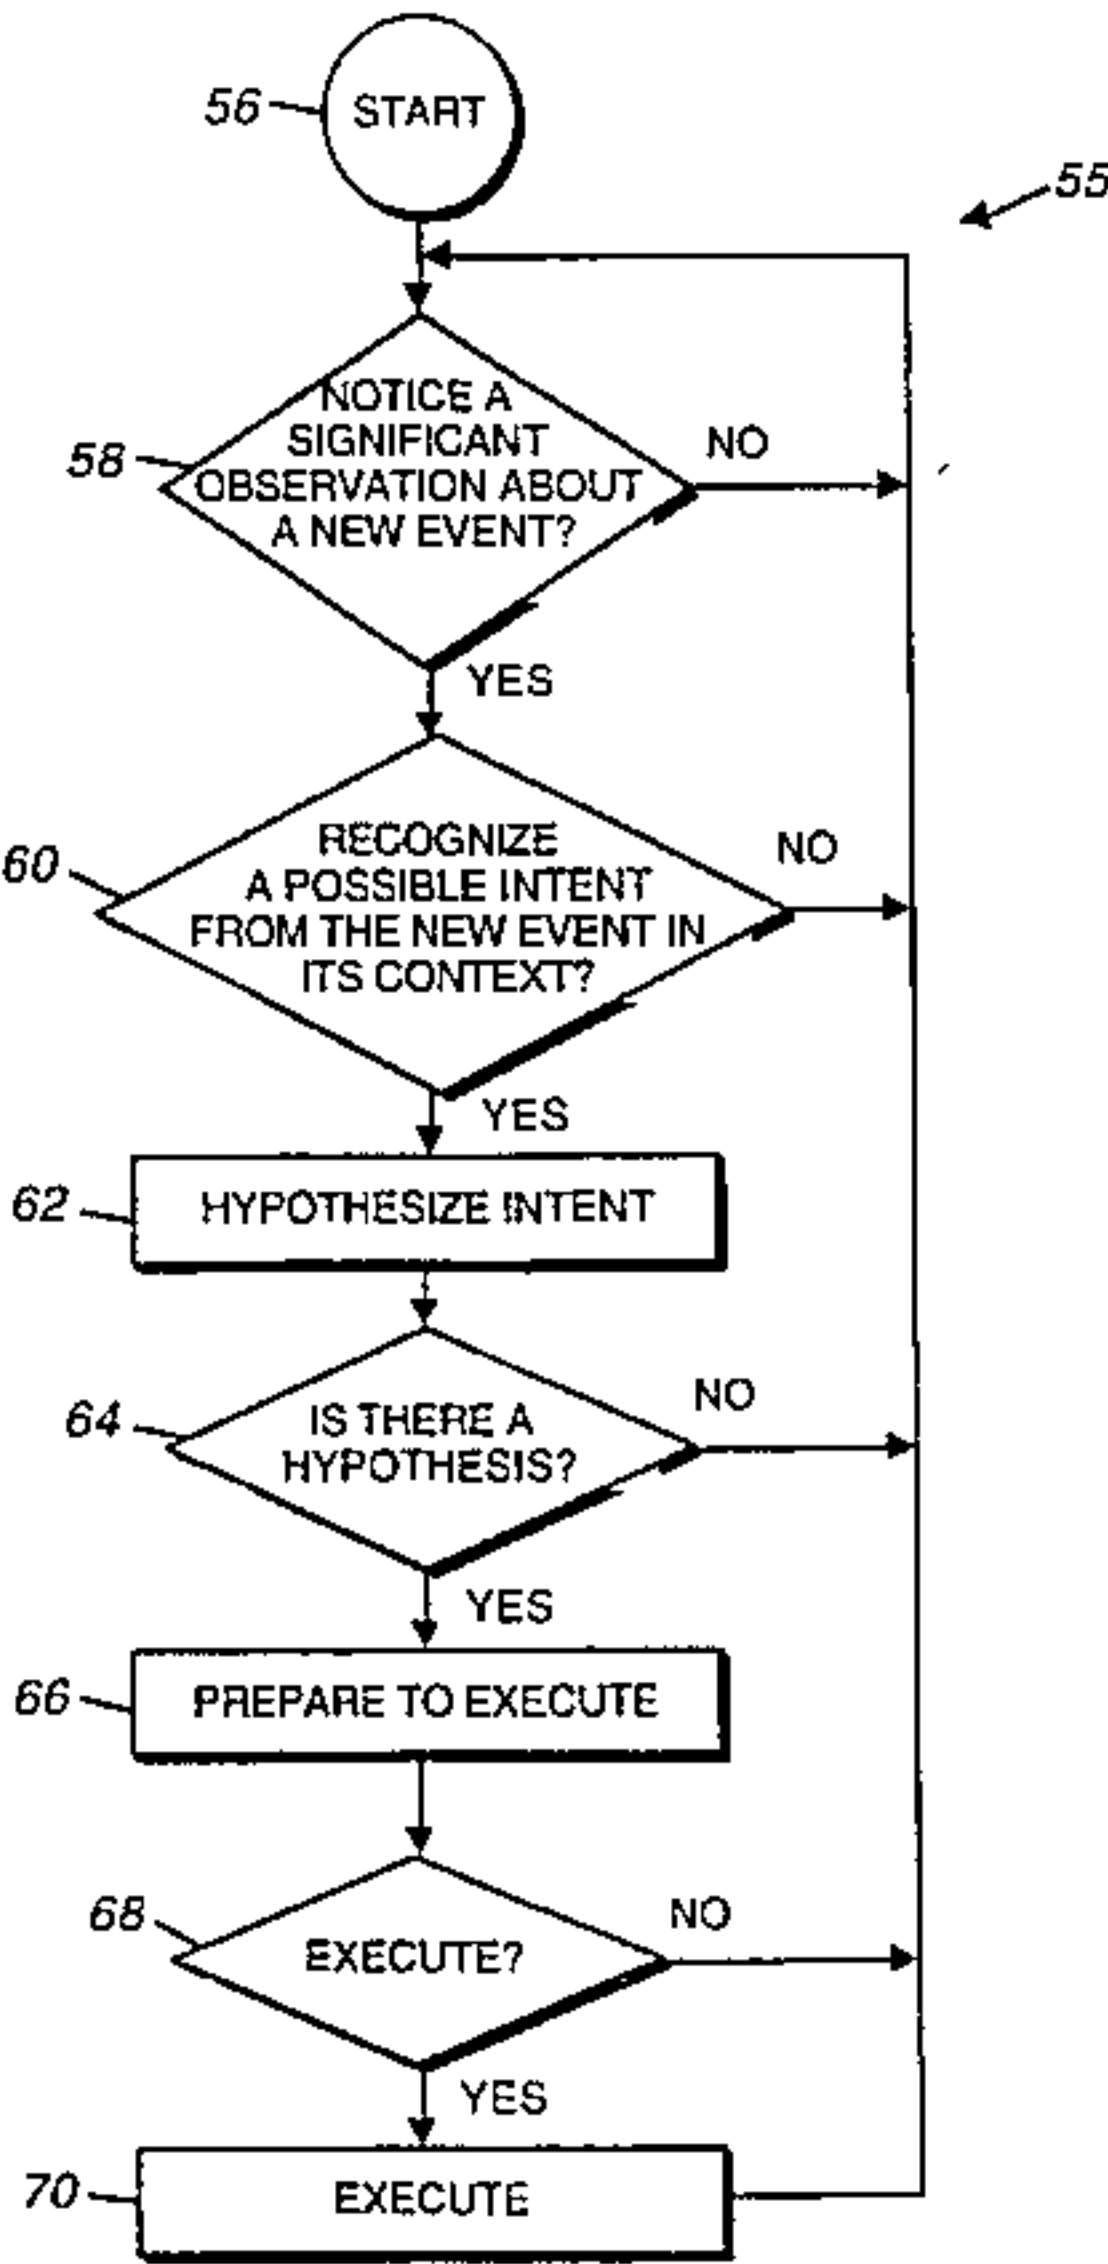 56
START
55
NOTICE A
SIGNIFICANT
OBSERVATION ABOUT
A NEW EVENT?
58
NO
YES
60
RECOGNIZE
A POSSIBLE INTENT
FROM THE NEW EVENT IN
ITS CONTEXT?
NO
YES
62
HYPOTHESIZE INTENT
64
IS THERE A
HYPOTHESIS?
NO
YES
66
PREPARE TO EXECUTE
68
EXECUTE?
NO
YES
70
EXECUTE